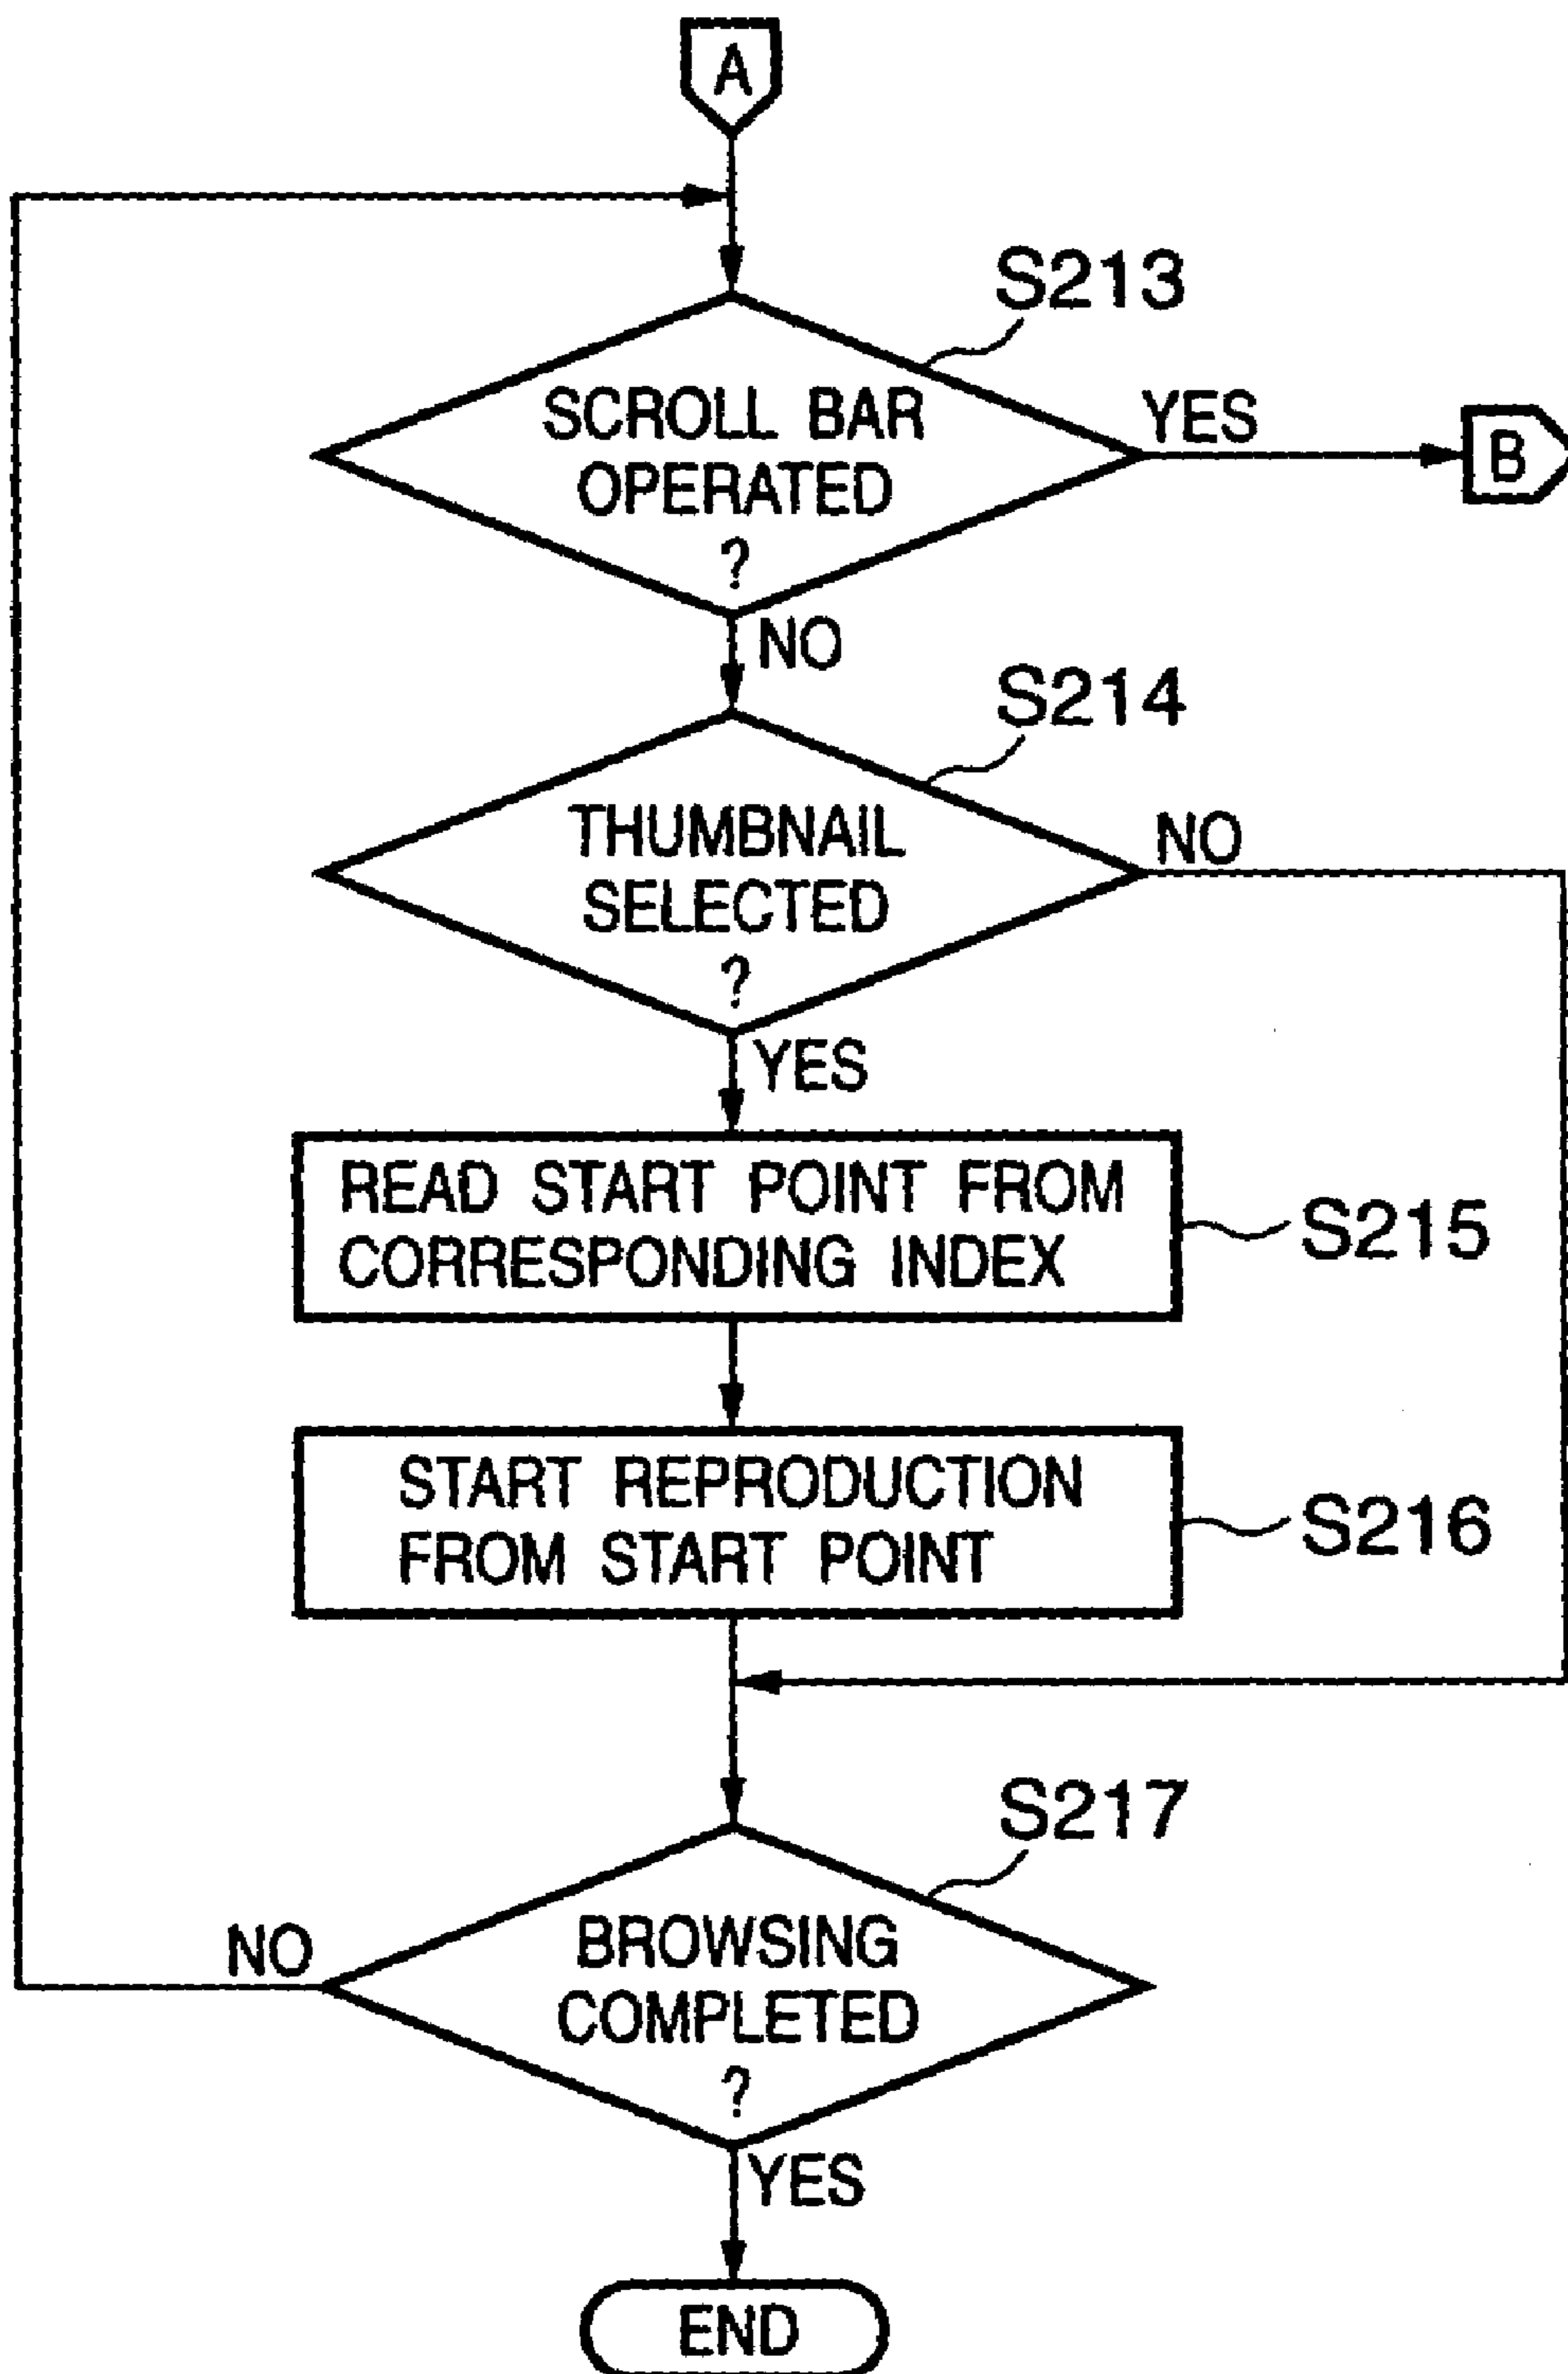 A
S213
SCROLL BAR
OPERATED
?
YES
B
NO
S214
THUMBNAIL
SELECTED
?
NO
YES
READ START POINT FROM
CORRESPONDING INDEX
S215
START REPRODUCTION
FROM START POINT
S216
S217
BROWSING
COMPLETED
?
NO
YES
END